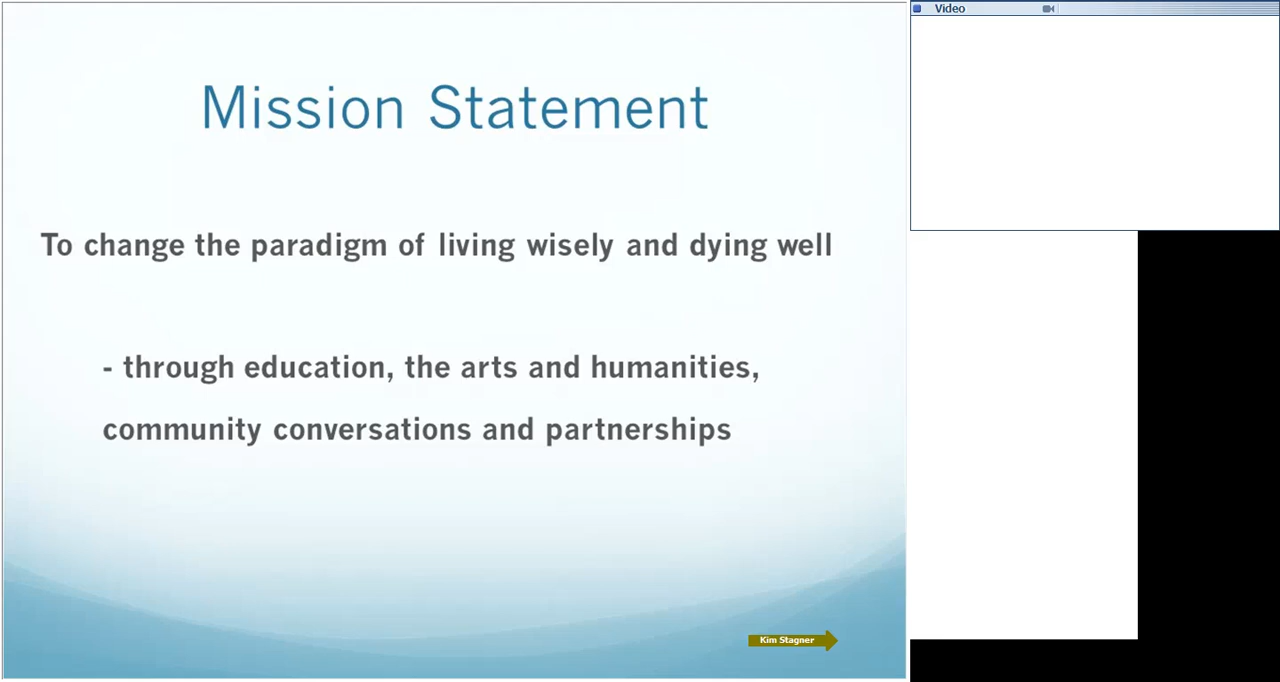 Mission Statement
To change the paradigm of living wisely and dying well
- through education, the arts and humanities,
community conversations and partnerships
Kim Stagner
Video